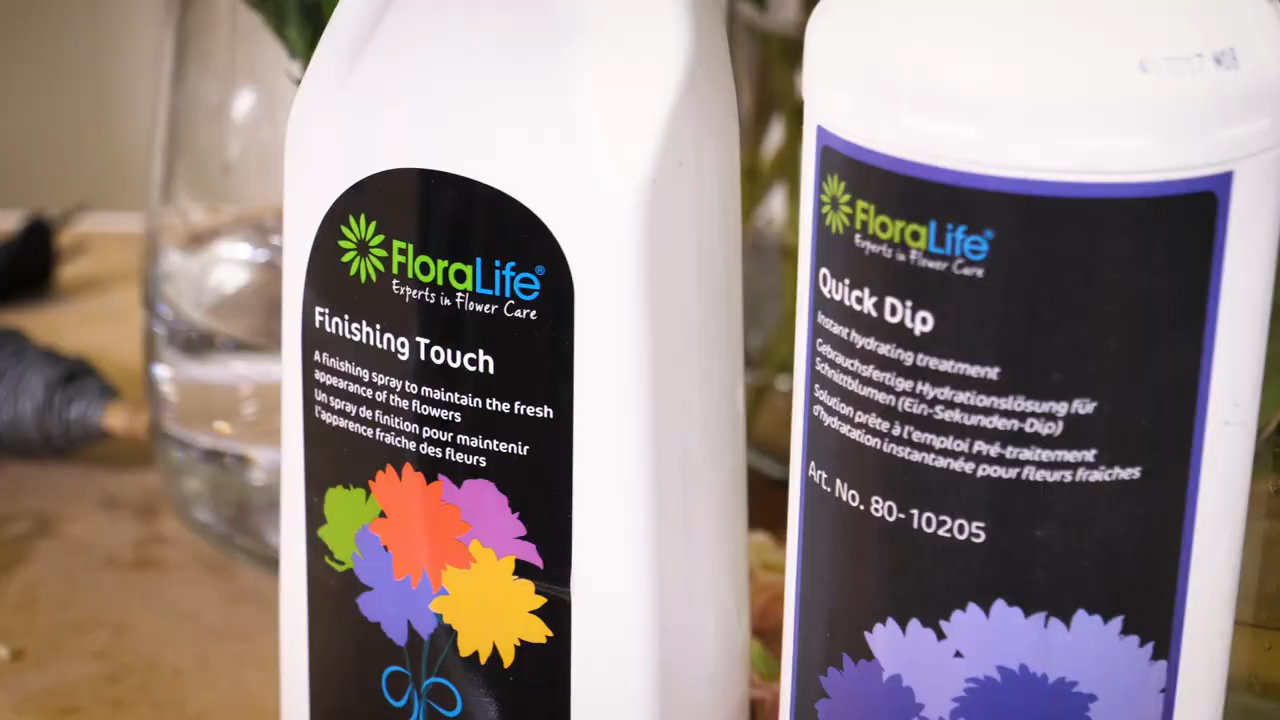 FloraLife®
Experts in Flower Care
Finishing Touch
A finishing spray to maintain the fresh
appearance of the flowers
Un spray de finition pour maintenir
l'apparence fraîche des fleurs
FloraLife®
Experts in Flower Care
Quick Dip
Instant hydrating treatment
Gebrauchsfertige Hydrationslösung für
Schnittblumen (Ein-Sekunden-Dip)
Solution prête à l'emploi Pré-traitement
d'hydratation instantanée pour fleurs fraîches
Art. No. 80-10205